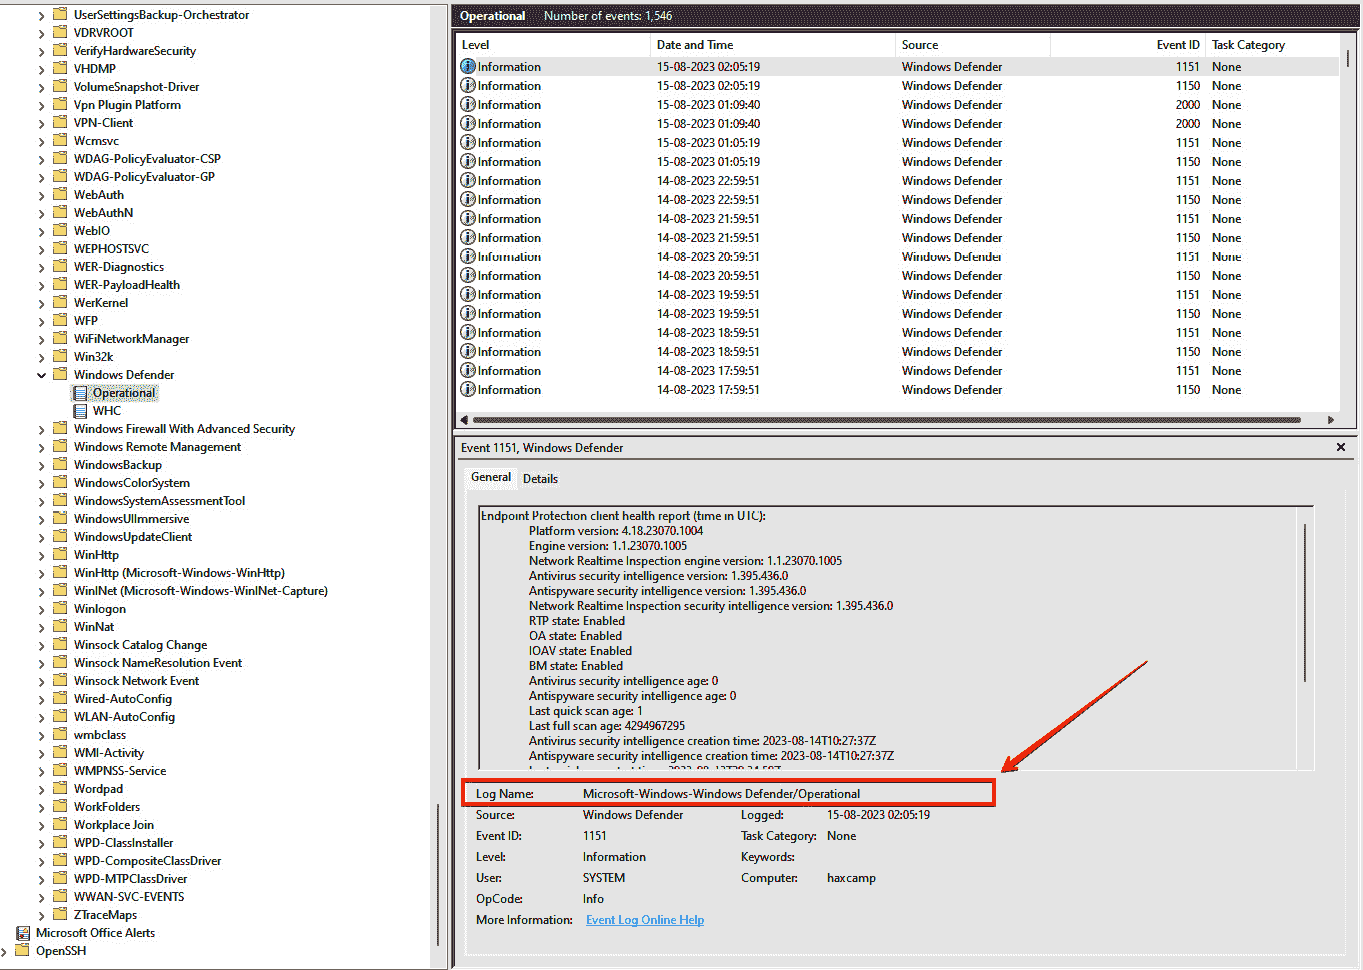 UserSettingsBackup-Orchestrator
VDRVROOT
VerifyHardwareSecurity
VHDMP
VolumeSnapshot-Driver
Vpn Plugin Platform
VPN-Client
Wcmsvc
WDAG-PolicyEvaluator-CSP
WDAG-PolicyEvaluator-GP
WebAuth
WebAuthN
WebIO
WEPHOSTSVC
WER-Diagnostics
WER-PayloadHealth
WerKernel
WFP
WiFiNetworkManager
Win32k
Windows Defender
Operational
WHC
Windows Firewall With Advanced Security
Windows Remote Management
WindowsBackup
WindowsColorSystem
WindowsSystemAssessmentTool
WindowsUIImmersive
WindowsUpdateClient
WinHttp
WinHttp (Microsoft-Windows-WinHttp)
WinINet (Microsoft-Windows-WinINet-Capture)
Winlogon
WinNat
Winsock Catalog Change
Winsock NameResolution Event
Winsock Network Event
Wired-AutoConfig
WLAN-AutoConfig
wmbclass
WMI-Activity
WMPNSS-Service
Wordpad
WorkFolders
Workplace Join
WPD-ClassInstaller
WPD-CompositeClassDriver
WPD-MTPClassDriver
WWAN-SVC-EVENTS
ZTraceMaps
Microsoft Office Alerts
OpenSSH
Operational Number of events: 1,546
Level Date and Time Source Event ID Task Category
Information 15-08-2023 02:05:19 Windows Defender 1151 None
Information 15-08-2023 02:05:19 Windows Defender 1150 None
Information 15-08-2023 01:09:40 Windows Defender 2000 None
Information 15-08-2023 01:09:40 Windows Defender 2000 None
Information 15-08-2023 01:05:19 Windows Defender 1151 None
Information 15-08-2023 01:05:19 Windows Defender 1150 None
Information 14-08-2023 22:59:51 Windows Defender 1151 None
Information 14-08-2023 22:59:51 Windows Defender 1150 None
Information 14-08-2023 21:59:51 Windows Defender 1151 None
Information 14-08-2023 21:59:51 Windows Defender 1150 None
Information 14-08-2023 20:59:51 Windows Defender 1151 None
Information 14-08-2023 20:59:51 Windows Defender 1150 None
Information 14-08-2023 19:59:51 Windows Defender 1151 None
Information 14-08-2023 19:59:51 Windows Defender 1150 None
Information 14-08-2023 18:59:51 Windows Defender 1151 None
Information 14-08-2023 18:59:51 Windows Defender 1150 None
Information 14-08-2023 17:59:51 Windows Defender 1151 None
Information 14-08-2023 17:59:51 Windows Defender 1150 None
Event 1151, Windows Defender
General Details
Endpoint Protection client health report (time in UTC):
Platform version: 4.18.23070.1004
Engine version: 1.1.23070.1005
Network Realtime Inspection engine version: 1.1.23070.1005
Antivirus security intelligence version: 1.395.436.0
Antispyware security intelligence version: 1.395.436.0
Network Realtime Inspection security intelligence version: 1.395.436.0
RTP state: Enabled
OA state: Enabled
IOAV state: Enabled
BM state: Enabled
Antivirus security intelligence age: 0
Antispyware security intelligence age: 0
Last quick scan age: 1
Last full scan age: 4294967295
Antivirus security intelligence creation time: 2023-08-14T10:27:37Z
Antispyware security intelligence creation time: 2023-08-14T10:27:37Z
Log Name: Microsoft-Windows-Windows Defender/Operational
Source: Windows Defender Logged: 15-08-2023 02:05:19
Event ID: 1151 Task Category: None
Level: Information Keywords:
User: SYSTEM Computer: haxcamp
OpCode: Info
More Information: Event Log Online Help